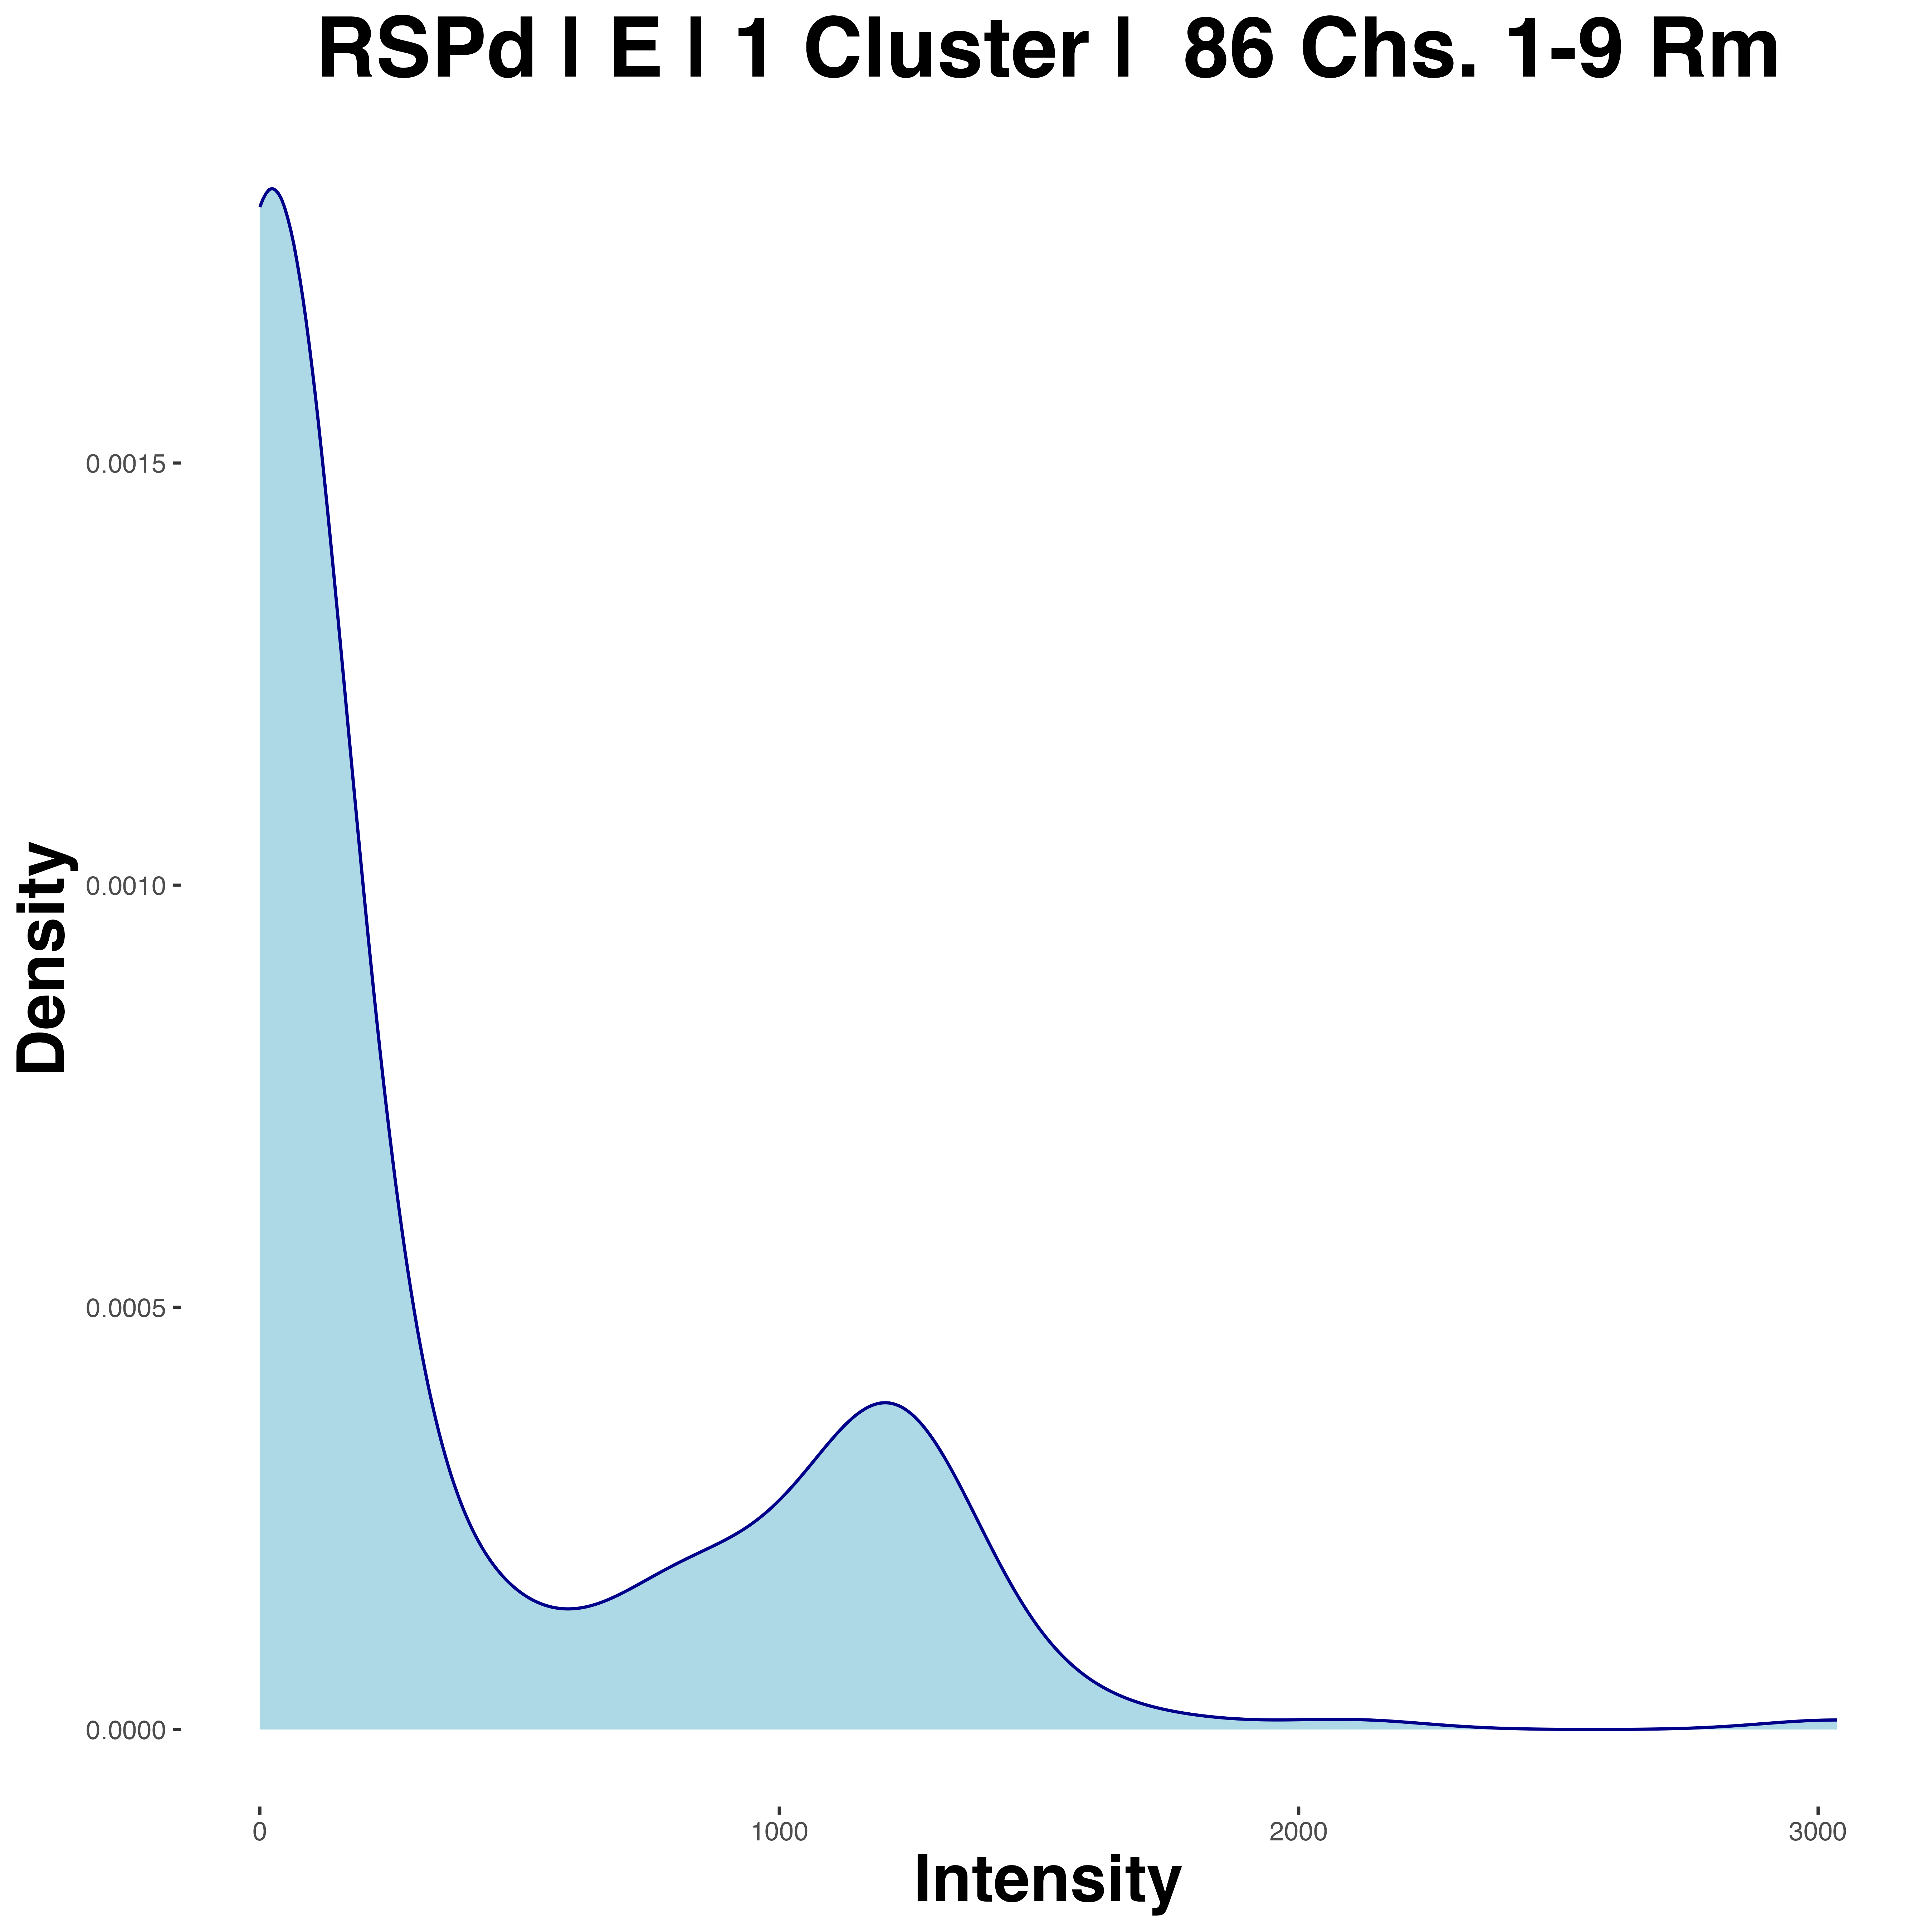 RSPd | E | 1 Cluster | 86 Chs. 1-9 Rm
Density
0.0015
0.0010
0.0005
0.0000
0 1000 2000 3000
Intensity